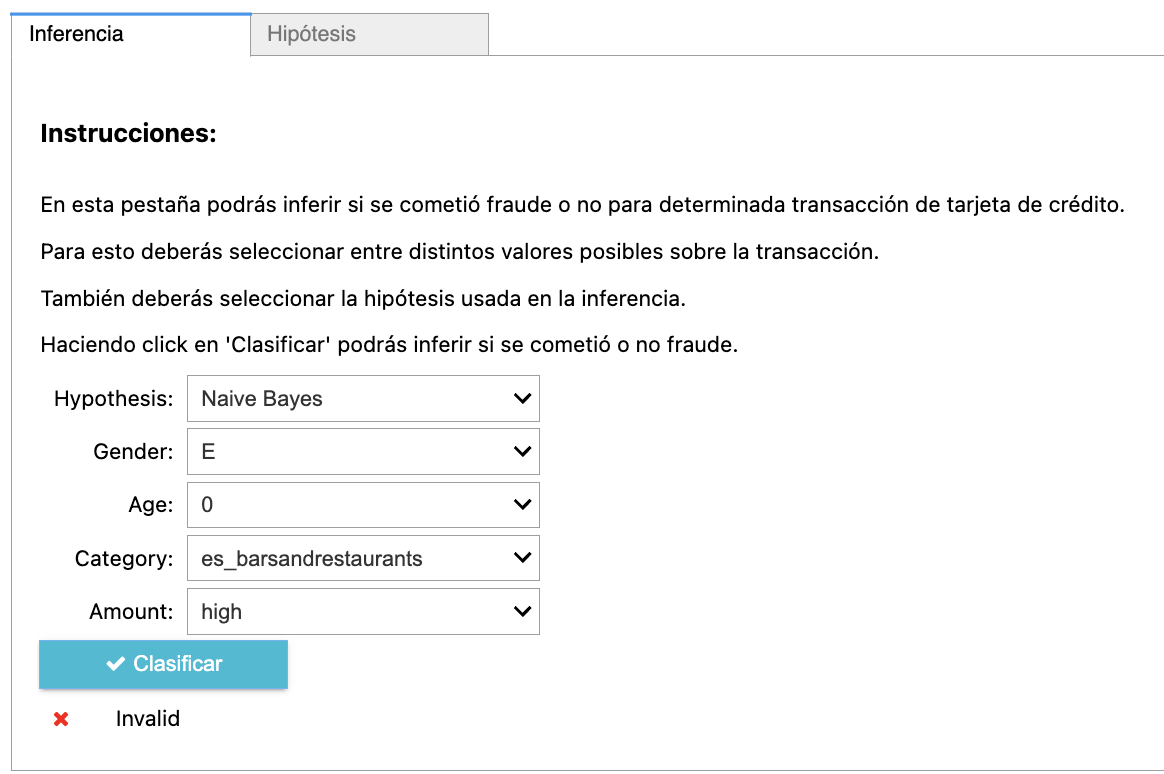 Inferencia
Hipótesis
Instrucciones:
En esta pestaña podrás inferir si se cometió fraude o no para determinada transacción de tarjeta de crédito.
Para esto deberás seleccionar entre distintos valores posibles sobre la transacción.
También deberás seleccionar la hipótesis usada en la inferencia.
Haciendo click en 'Clasificar' podrás inferir si se cometió o no fraude.
Hypothesis: Naive Bayes
Gender: E
Age: 0
Category: es_barsandrestaurants
Amount: high
Clasificar
Invalid